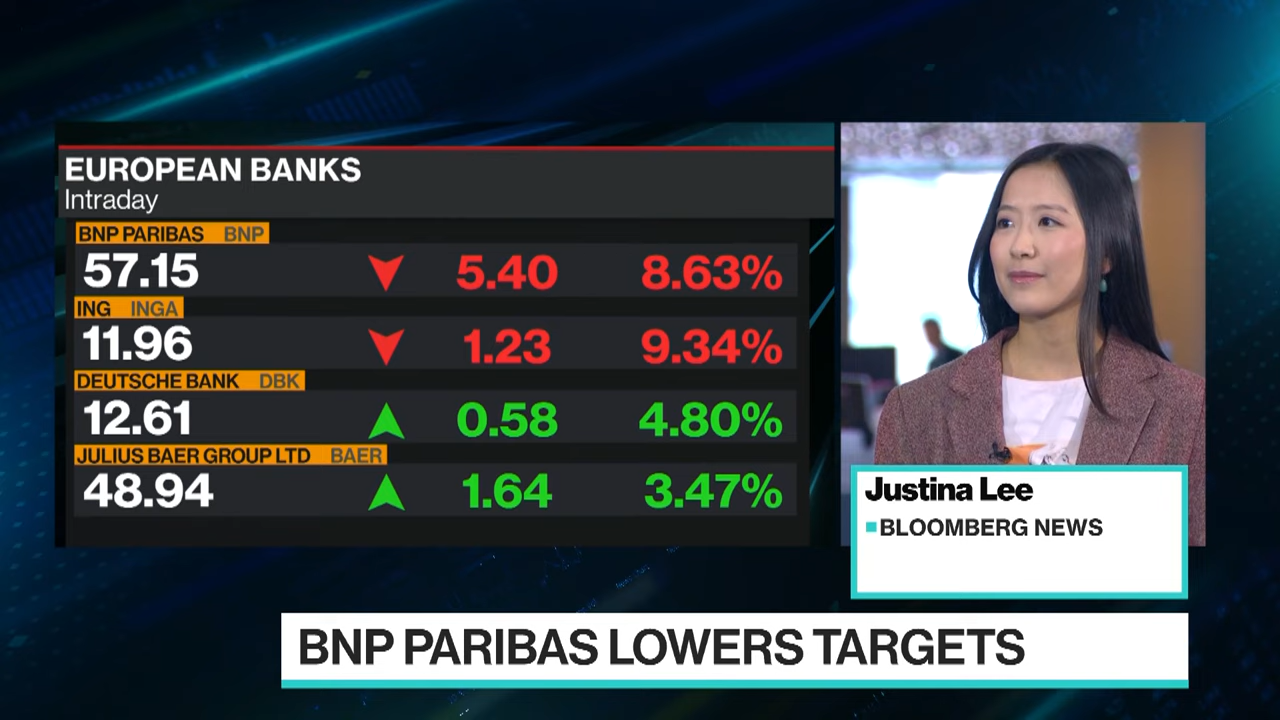 EUROPEAN BANKS
Intraday
BNP PARIBAS BNP
57.15 ▼ 5.40 8.63%
ING INGA
11.96 ▼ 1.23 9.34%
DEUTSCHE BANK DBK
12.61 ▲ 0.58 4.80%
JULIUS BAER GROUP LTD BAER
48.94 ▲ 1.64 3.47%
Justina Lee
BLOOMBERG NEWS
BNP PARIBAS LOWERS TARGETS